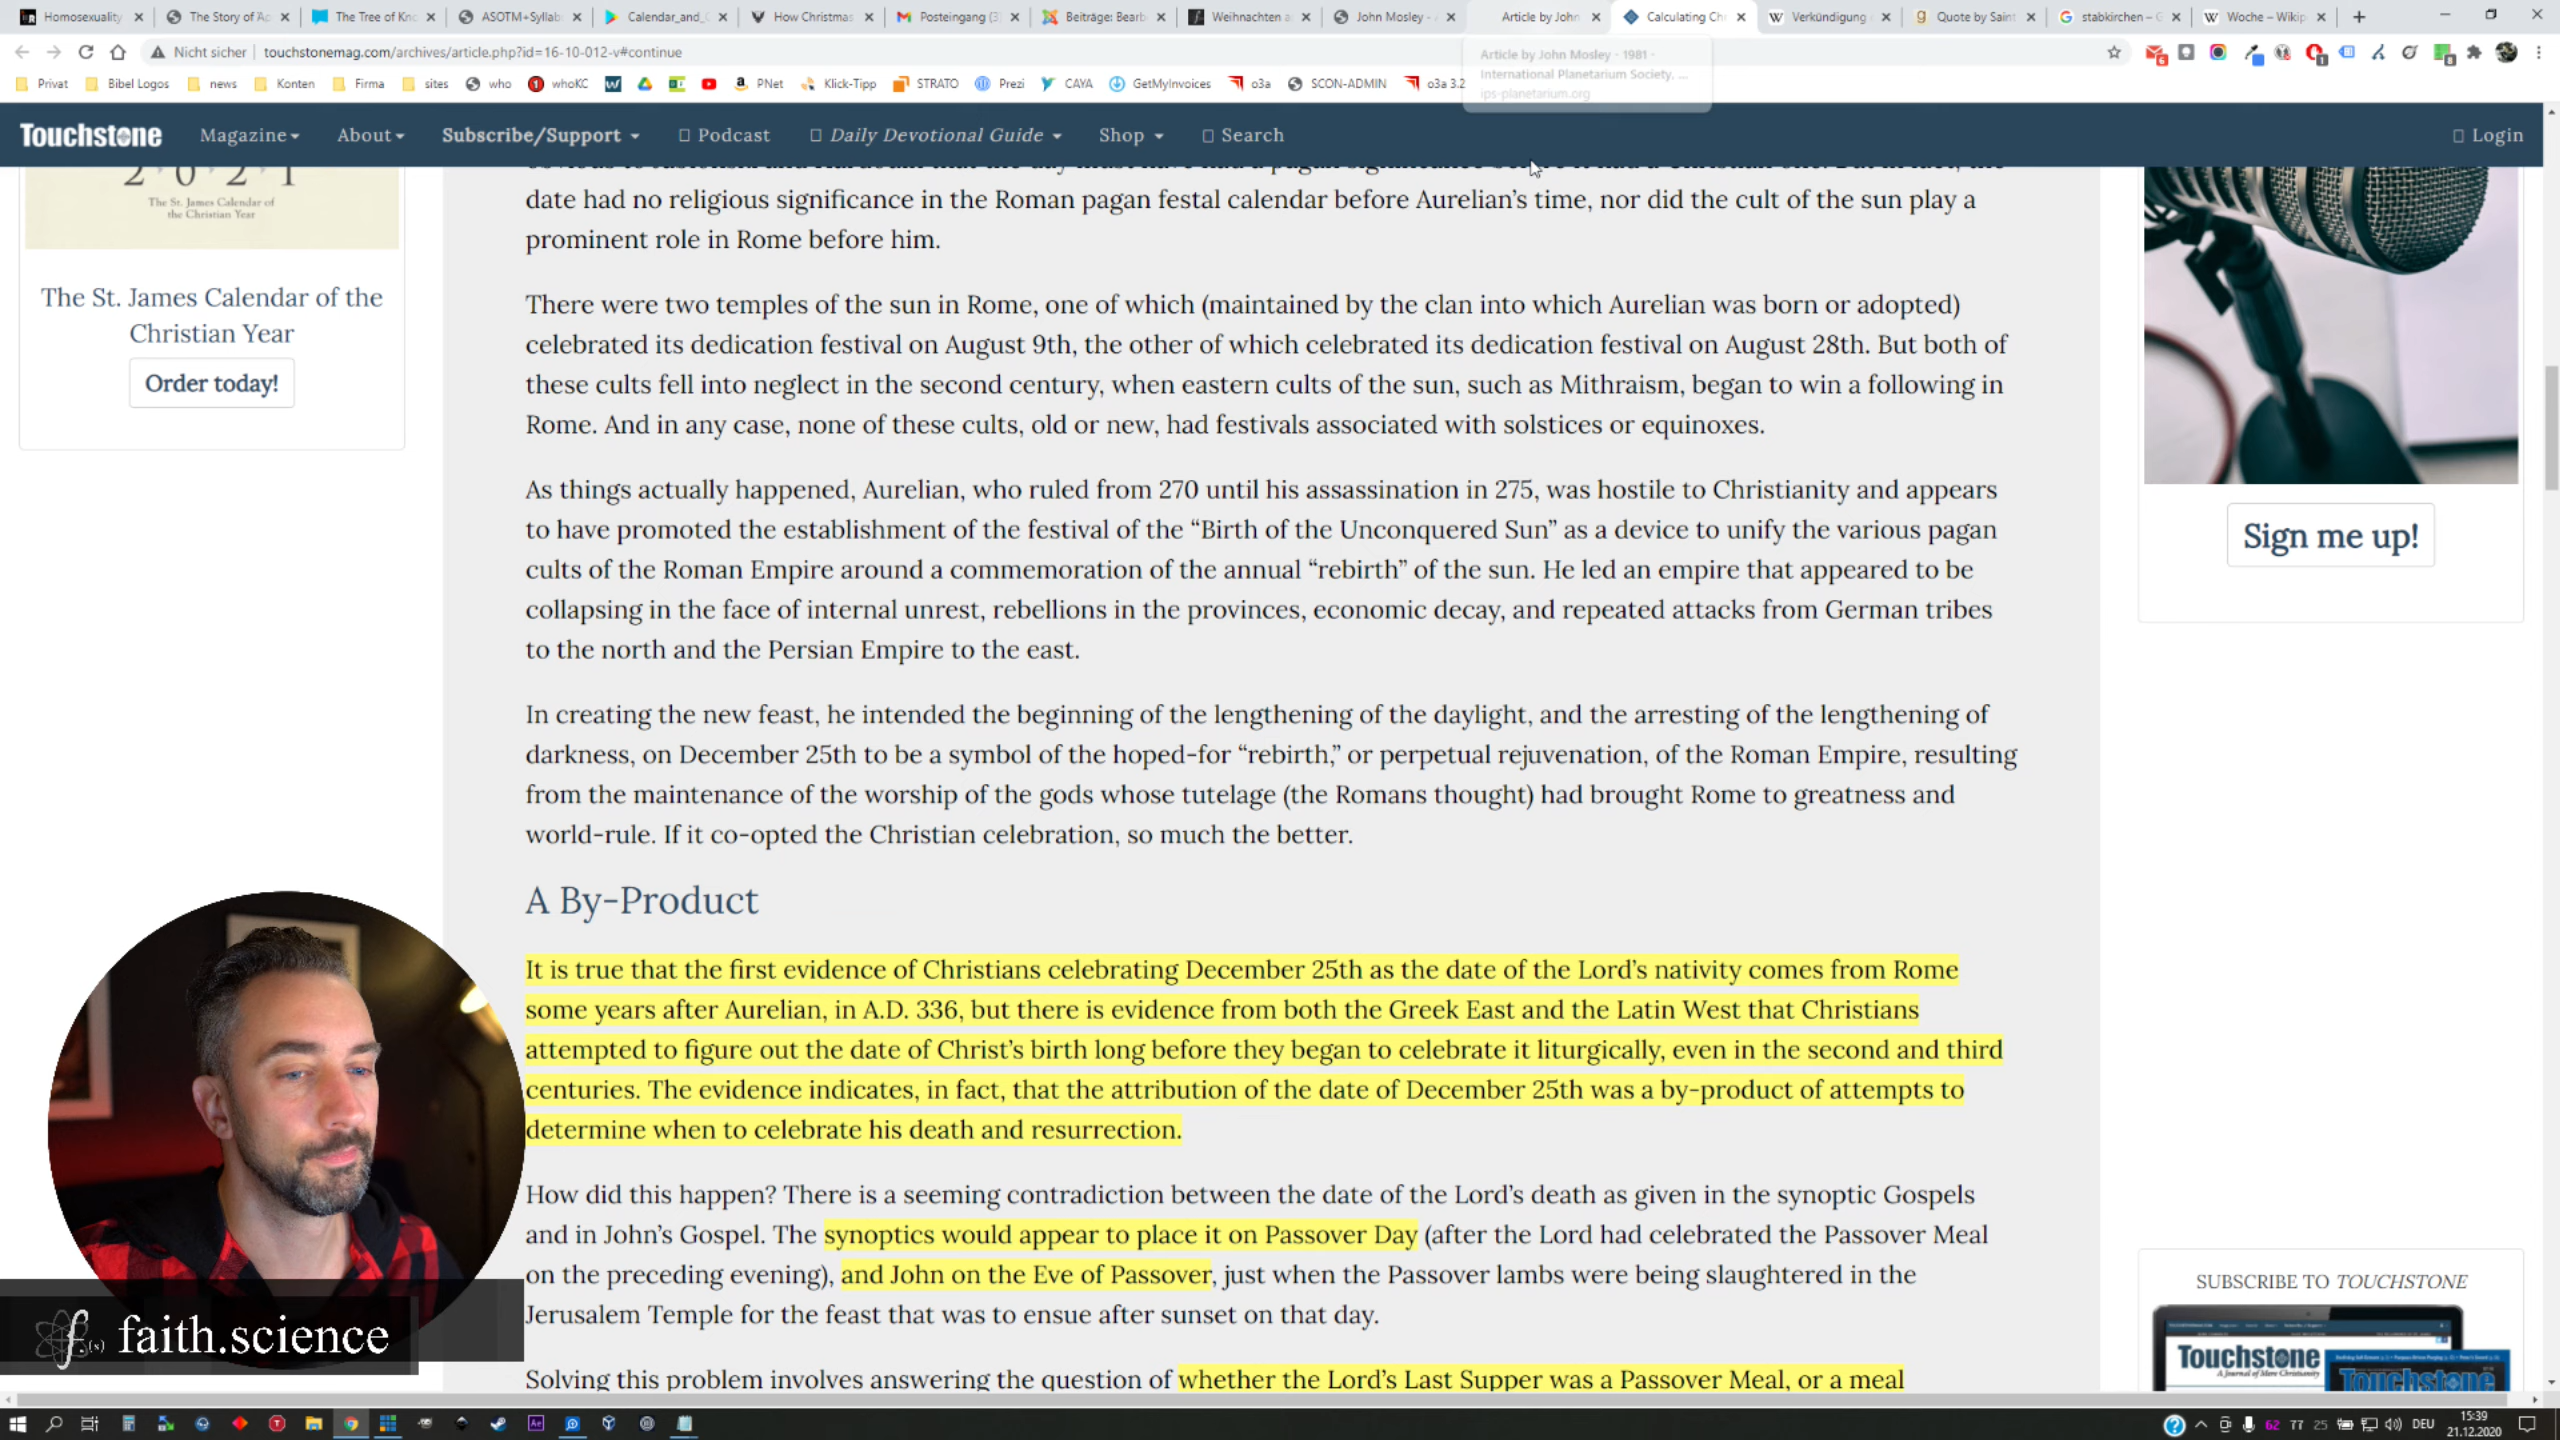 Homosexuality
The Story of 'Ad
The Tree of Kno
ASOTM+Syllab
Calendar_and_C
How Christmas
Posteingang (3)
Beiträge: Bearb
Weihnachten a
John Mosley -
Article by John
Calculating Chr
Verkündigung
Quote by Saint
stabkirchen – G
Woche – Wikip
Nicht sicher
touchstonemag.com/archives/article.php?id=16-10-012-v#continue
Article by John Mosley - 1981 -
International Planetarium Society, ...
ips-planetarium.org
Privat
Bibel Logos
news
Konten
Firma
sites
who
whoKC
PNet
Klick-Tipp
STRATO
Prezi
CAYA
GetMyInvoices
o3a
SCON-ADMIN
o3a 3.2
Touchstone
Magazine
About
Subscribe/Support
Podcast
Daily Devotional Guide
Shop
Search
Login
2 0 2 1
The St. James Calendar of
the Christian Year
The St. James Calendar of the
Christian Year
Order today!
date had no religious significance in the Roman pagan festal calendar before Aurelian's time, nor did the cult of the sun play a
prominent role in Rome before him.
There were two temples of the sun in Rome, one of which (maintained by the clan into which Aurelian was born or adopted)
celebrated its dedication festival on August 9th, the other of which celebrated its dedication festival on August 28th. But both of
these cults fell into neglect in the second century, when eastern cults of the sun, such as Mithraism, began to win a following in
Rome. And in any case, none of these cults, old or new, had festivals associated with solstices or equinoxes.
As things actually happened, Aurelian, who ruled from 270 until his assassination in 275, was hostile to Christianity and appears
to have promoted the establishment of the festival of the “Birth of the Unconquered Sun” as a device to unify the various pagan
cults of the Roman Empire around a commemoration of the annual “rebirth” of the sun. He led an empire that appeared to be
collapsing in the face of internal unrest, rebellions in the provinces, economic decay, and repeated attacks from German tribes
to the north and the Persian Empire to the east.
In creating the new feast, he intended the beginning of the lengthening of the daylight, and the arresting of the lengthening of
darkness, on December 25th to be a symbol of the hoped-for “rebirth,” or perpetual rejuvenation, of the Roman Empire, resulting
from the maintenance of the worship of the gods whose tutelage (the Romans thought) had brought Rome to greatness and
world-rule. If it co-opted the Christian celebration, so much the better.
A By-Product
It is true that the first evidence of Christians celebrating December 25th as the date of the Lord's nativity comes from Rome
some years after Aurelian, in A.D. 336, but there is evidence from both the Greek East and the Latin West that Christians
attempted to figure out the date of Christ's birth long before they began to celebrate it liturgically, even in the second and third
centuries. The evidence indicates, in fact, that the attribution of the date of December 25th was a by-product of attempts to
determine when to celebrate his death and resurrection.
How did this happen? There is a seeming contradiction between the date of the Lord's death as given in the synoptic Gospels
and in John's Gospel. The synoptics would appear to place it on Passover Day (after the Lord had celebrated the Passover Meal
on the preceding evening), and John on the Eve of Passover, just when the Passover lambs were being slaughtered in the
Jerusalem Temple for the feast that was to ensue after sunset on that day.
Solving this problem involves answering the question of whether the Lord's Last Supper was a Passover Meal, or a meal
Sign me up!
SUBSCRIBE TO TOUCHSTONE
Touchstone
A Journal of Mere Christianity
Touchstone
faith.science
62 77 25
DEU
15:39
21.12.2020